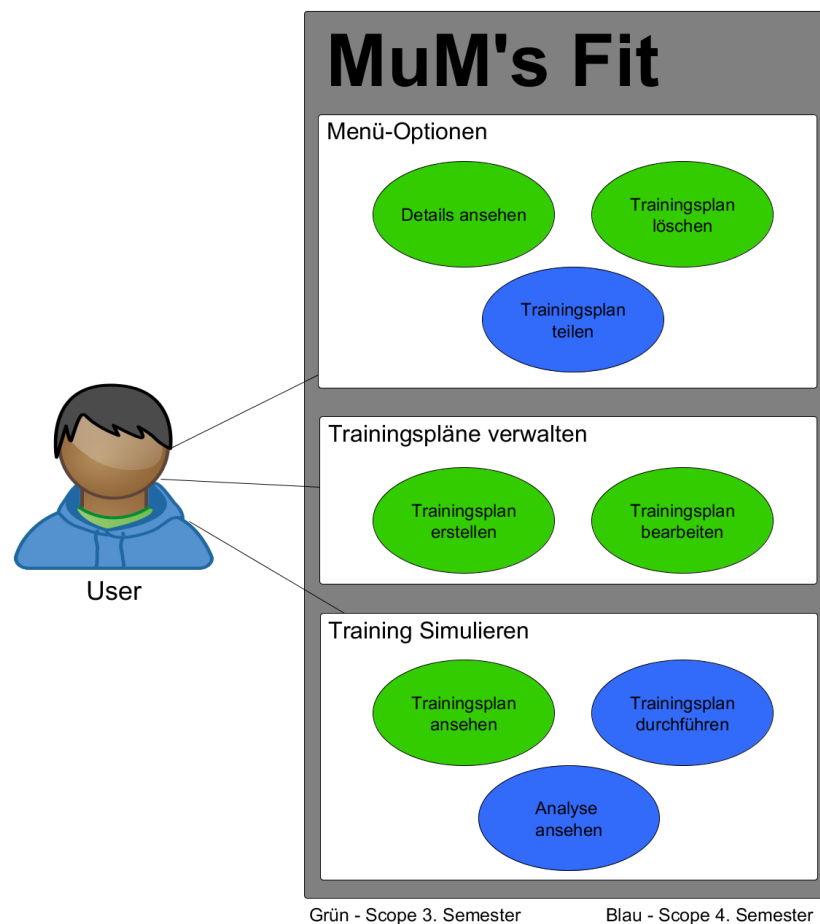 MuM's Fit
Menü-Optionen
Details ansehen
Trainingsplan
löschen
Trainingsplan
teilen
Trainingspläne verwalten
Trainingsplan
erstellen
Trainingsplan
bearbeiten
User
Training Simulieren
Trainingsplan
ansehen
Trainingsplan
durchführen
Analyse
ansehen
Grün - Scope 3. Semester
Blau - Scope 4. Semester